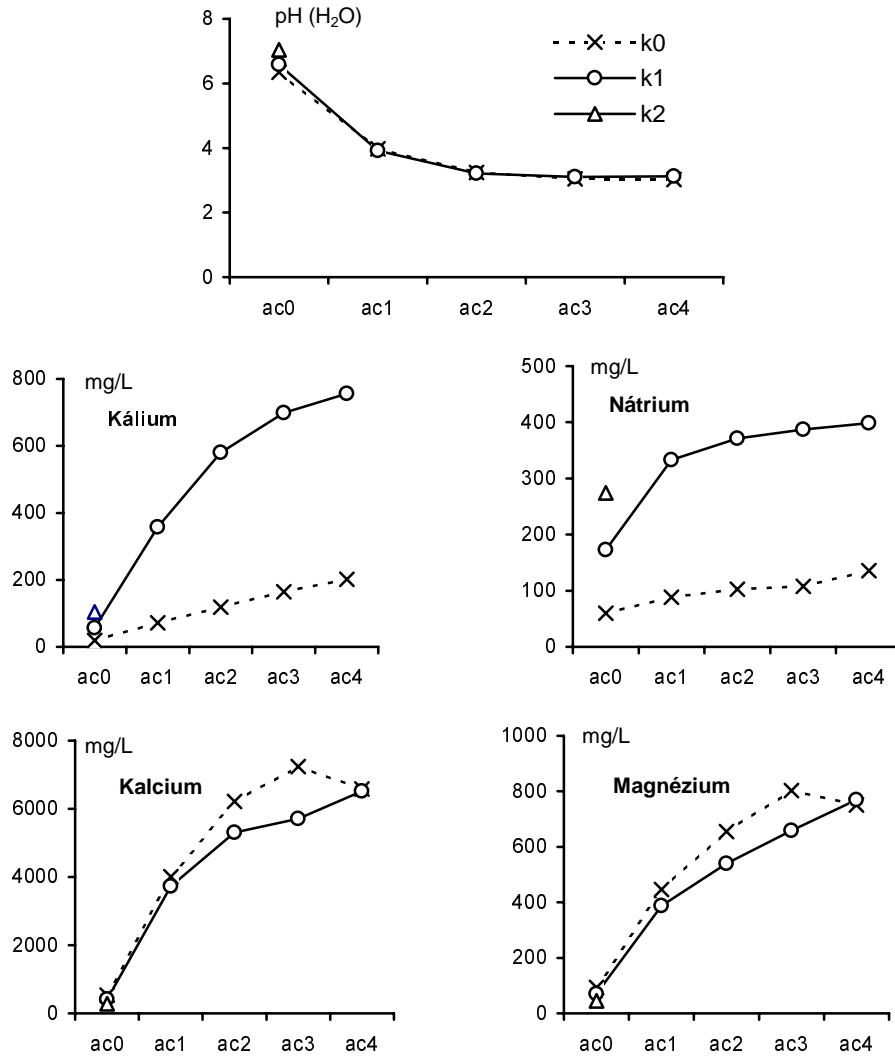 pH (H₂O)
8
6
4
2
0
k0
k1
k2
ac0 ac1 ac2 ac3 ac4
mg/L
Kálium
800
600
400
200
0
ac0 ac1 ac2 ac3 ac4
mg/L
Nátrium
500
400
300
200
100
0
ac0 ac1 ac2 ac3 ac4
mg/L
Kalcium
8000
6000
4000
2000
0
ac0 ac1 ac2 ac3 ac4
mg/L
Magnézium
1000
800
600
400
200
0
ac0 ac1 ac2 ac3 ac4